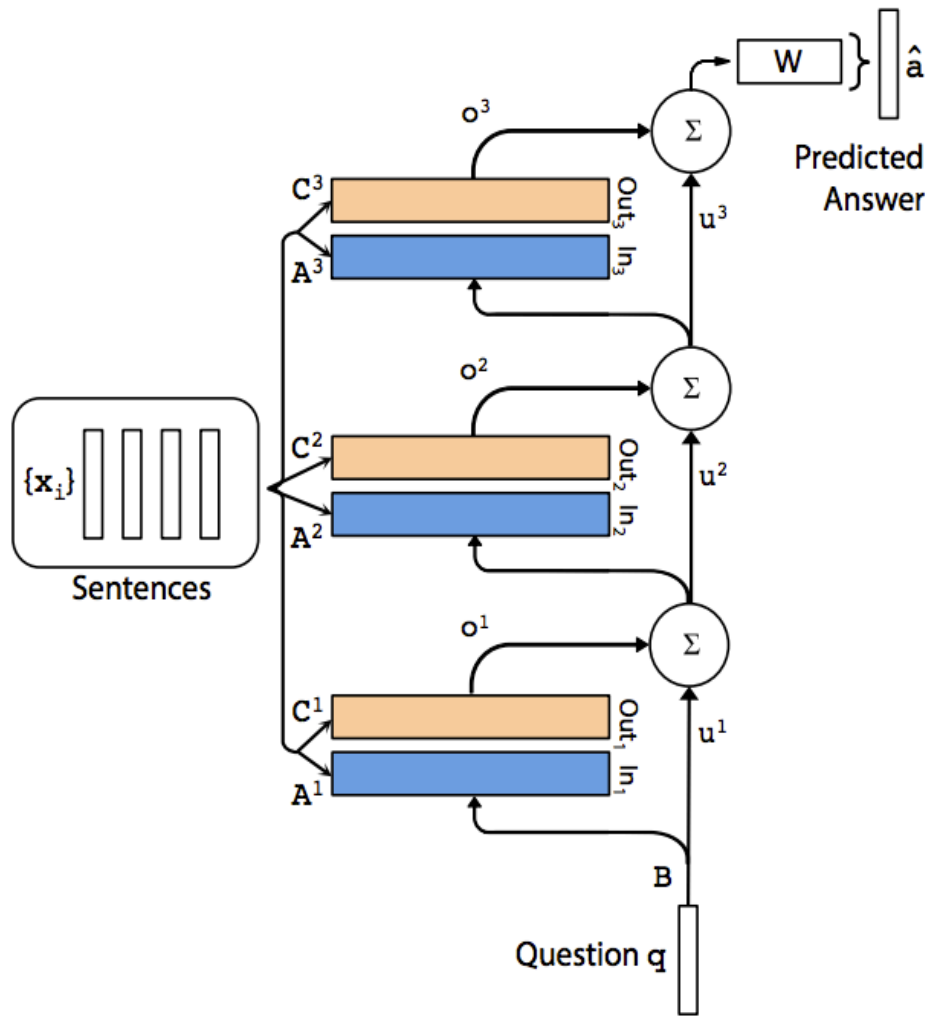 W
}
â
Σ
Predicted
Answer
o³
C³
Out₃
In₃
A³
u³
Σ
o²
C²
Out₂
In₂
A²
u²
{xᵢ}
Sentences
Σ
o¹
C¹
Out₁
In₁
A¹
u¹
B
Question q